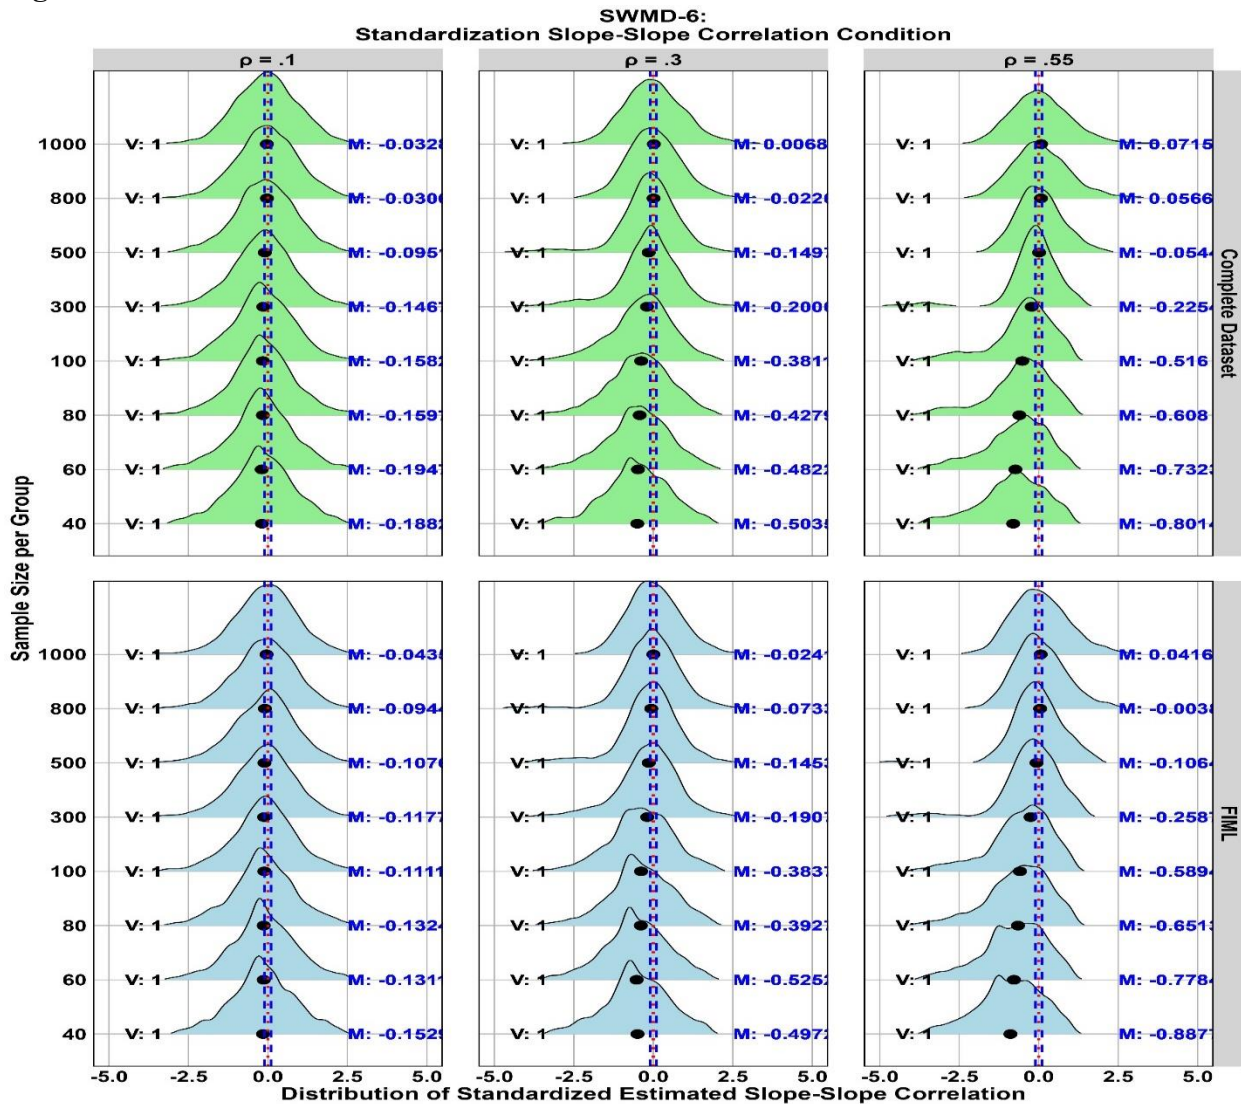 SWMD-6:
Standardization Slope-Slope Correlation Condition
ρ = .1 ρ = .3 ρ = .55
Sample Size per Group
Complete Dataset
1000 V: 1 M: -0.0328 V: 1 M: 0.0068 V: 1 M: 0.0715
800 V: 1 M: -0.0306 V: 1 M: -0.0226 V: 1 M: 0.0566
500 V: 1 M: -0.0951 V: 1 M: -0.1497 V: 1 M: -0.0544
300 V: 1 M: -0.1467 V: 1 M: -0.2006 V: 1 M: -0.2254
100 V: 1 M: -0.1582 V: 1 M: -0.3811 V: 1 M: -0.516
80 V: 1 M: -0.1597 V: 1 M: -0.4279 V: 1 M: -0.608
60 V: 1 M: -0.1947 V: 1 M: -0.4822 V: 1 M: -0.7323
40 V: 1 M: -0.1882 V: 1 M: -0.5035 V: 1 M: -0.8014
FIML
1000 V: 1 M: -0.0435 V: 1 M: -0.0241 V: 1 M: 0.0416
800 V: 1 M: -0.0944 V: 1 M: -0.0733 V: 1 M: -0.0038
500 V: 1 M: -0.1070 V: 1 M: -0.1453 V: 1 M: -0.1064
300 V: 1 M: -0.1177 V: 1 M: -0.1907 V: 1 M: -0.2587
100 V: 1 M: -0.1111 V: 1 M: -0.3837 V: 1 M: -0.5894
80 V: 1 M: -0.1324 V: 1 M: -0.3927 V: 1 M: -0.6513
60 V: 1 M: -0.1311 V: 1 M: -0.5252 V: 1 M: -0.7784
40 V: 1 M: -0.1529 V: 1 M: -0.4972 V: 1 M: -0.8877
-5.0 -2.5 0.0 2.5 5.0 -5.0 -2.5 0.0 2.5 5.0 -5.0 -2.5 0.0 2.5 5.0
Distribution of Standardized Estimated Slope-Slope Correlation